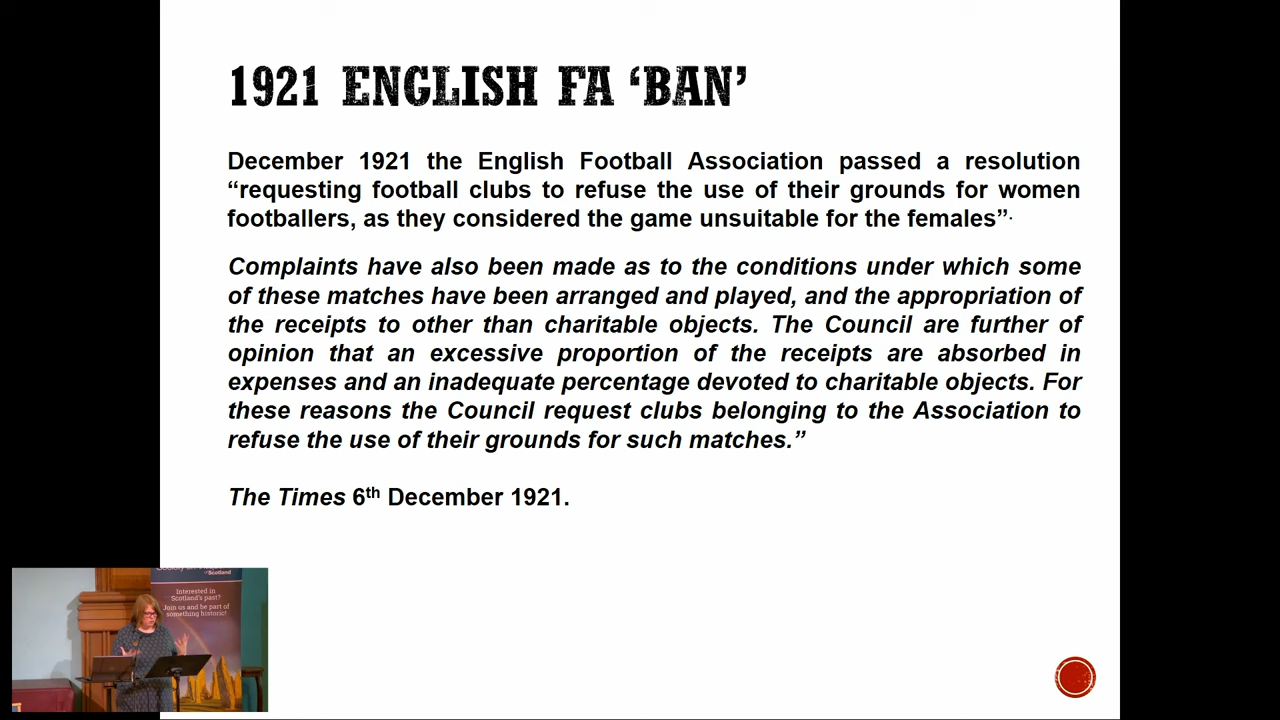 1921 ENGLISH FA ‘BAN’
December 1921 the English Football Association passed a resolution
“requesting football clubs to refuse the use of their grounds for women
footballers, as they considered the game unsuitable for the females”.
Complaints have also been made as to the conditions under which some
of these matches have been arranged and played, and the appropriation of
the receipts to other than charitable objects. The Council are further of
opinion that an excessive proportion of the receipts are absorbed in
expenses and an inadequate percentage devoted to charitable objects. For
these reasons the Council request clubs belonging to the Association to
refuse the use of their grounds for such matches.”
The Times 6th December 1921.
of Scotland
Interested in
Scotland's past?
Join us and be part of
something historic!